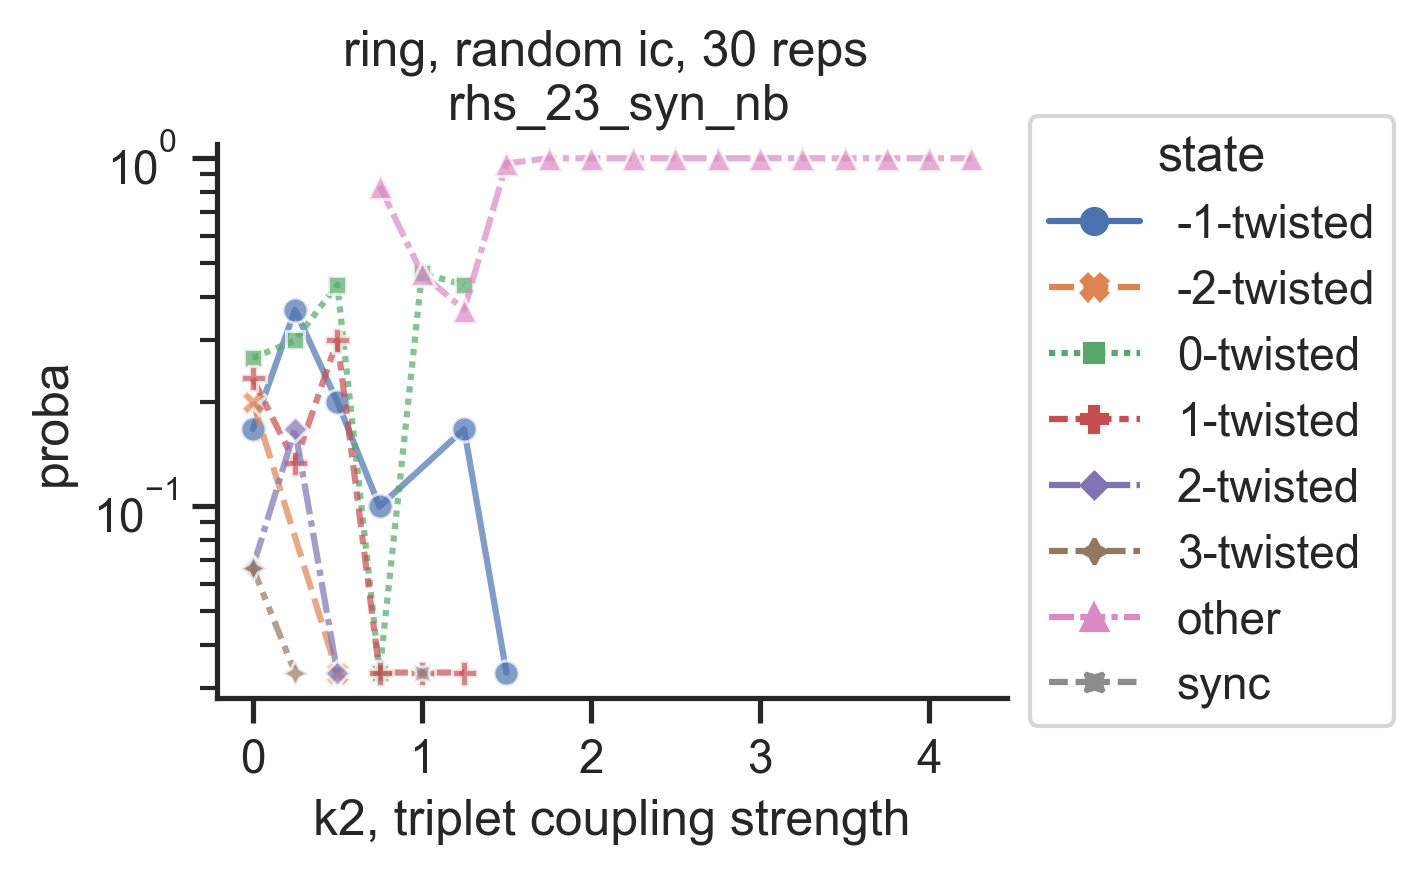 ring, random ic, 30 reps
rhs_23_syn_nb
10^0
10^−1
proba
0 1 2 3 4
k2, triplet coupling strength
state
-1-twisted
-2-twisted
0-twisted
1-twisted
2-twisted
3-twisted
other
sync